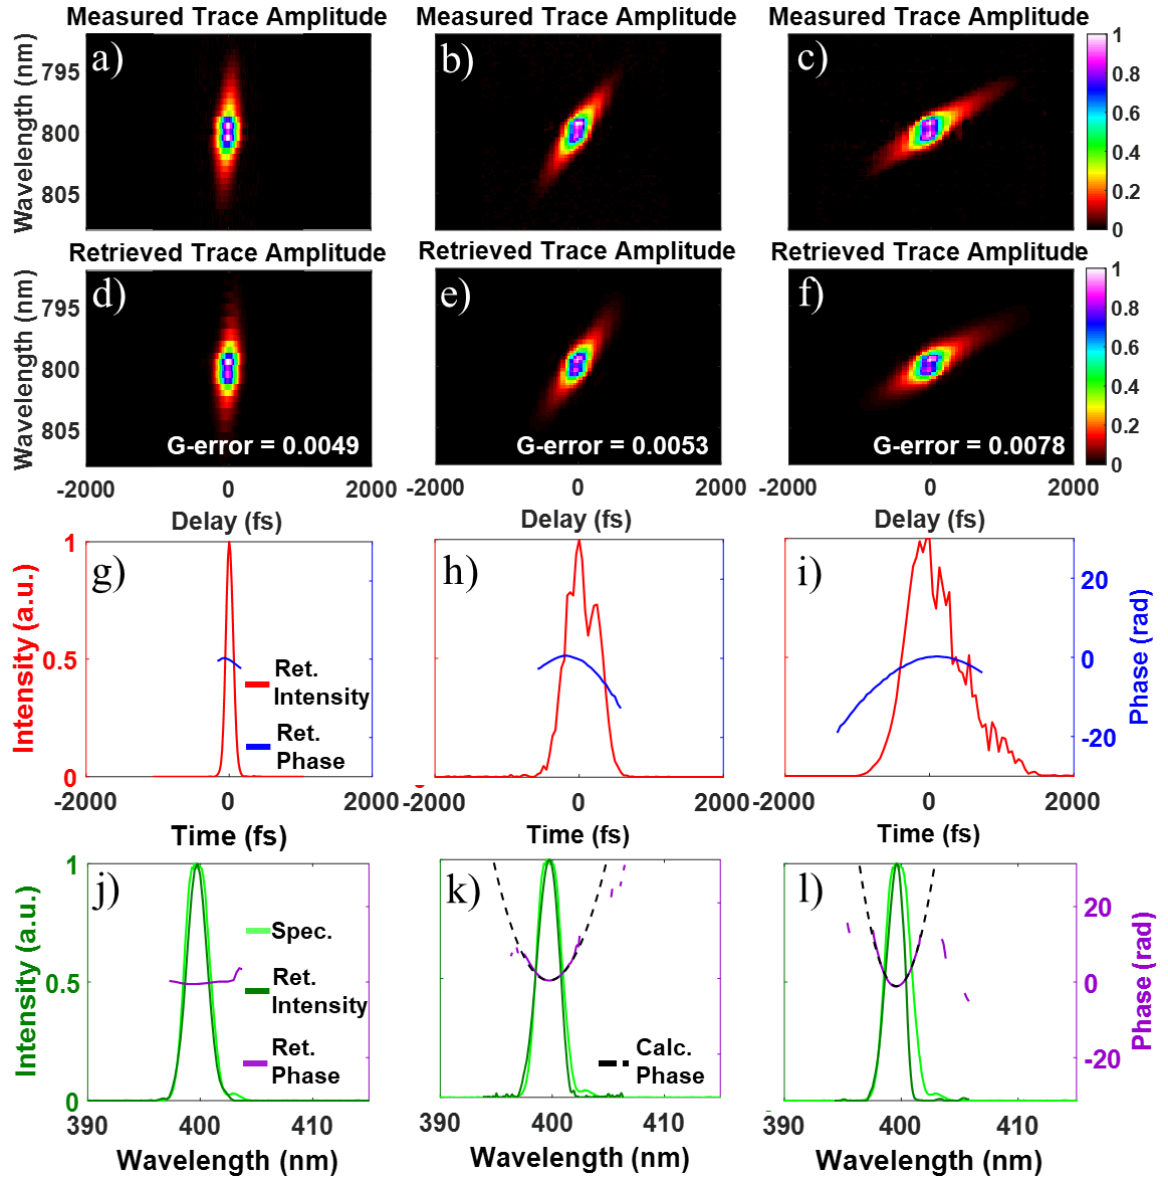 Measured Trace Amplitude Measured Trace Amplitude Measured Trace Amplitude
a) b) c)
Wavelength (nm)
795
800
805
1
0.8
0.6
0.4
0.2
0
Retrieved Trace Amplitude Retrieved Trace Amplitude Retrieved Trace Amplitude
d) e) f)
Wavelength (nm)
795
800
805
G-error = 0.0049 G-error = 0.0053 G-error = 0.0078
1
0.8
0.6
0.4
0.2
0
-2000 0 2000 -2000 0 2000 -2000 0 2000
Delay (fs) Delay (fs) Delay (fs)
g) h) i)
Intensity (a.u.)
1
0.5
0
Ret.
Intensity
Ret.
Phase
20
0
-20
Phase (rad)
-2000 0 2000 -2000 0 2000 -2000 0 2000
Time (fs) Time (fs) Time (fs)
j) k) l)
Intensity (a.u.)
1
0.5
0
Spec.
Ret.
Intensity
Ret.
Phase
Calc.
Phase
20
0
-20
Phase (rad)
390 400 410 390 400 410 390 400 410
Wavelength (nm) Wavelength (nm) Wavelength (nm)